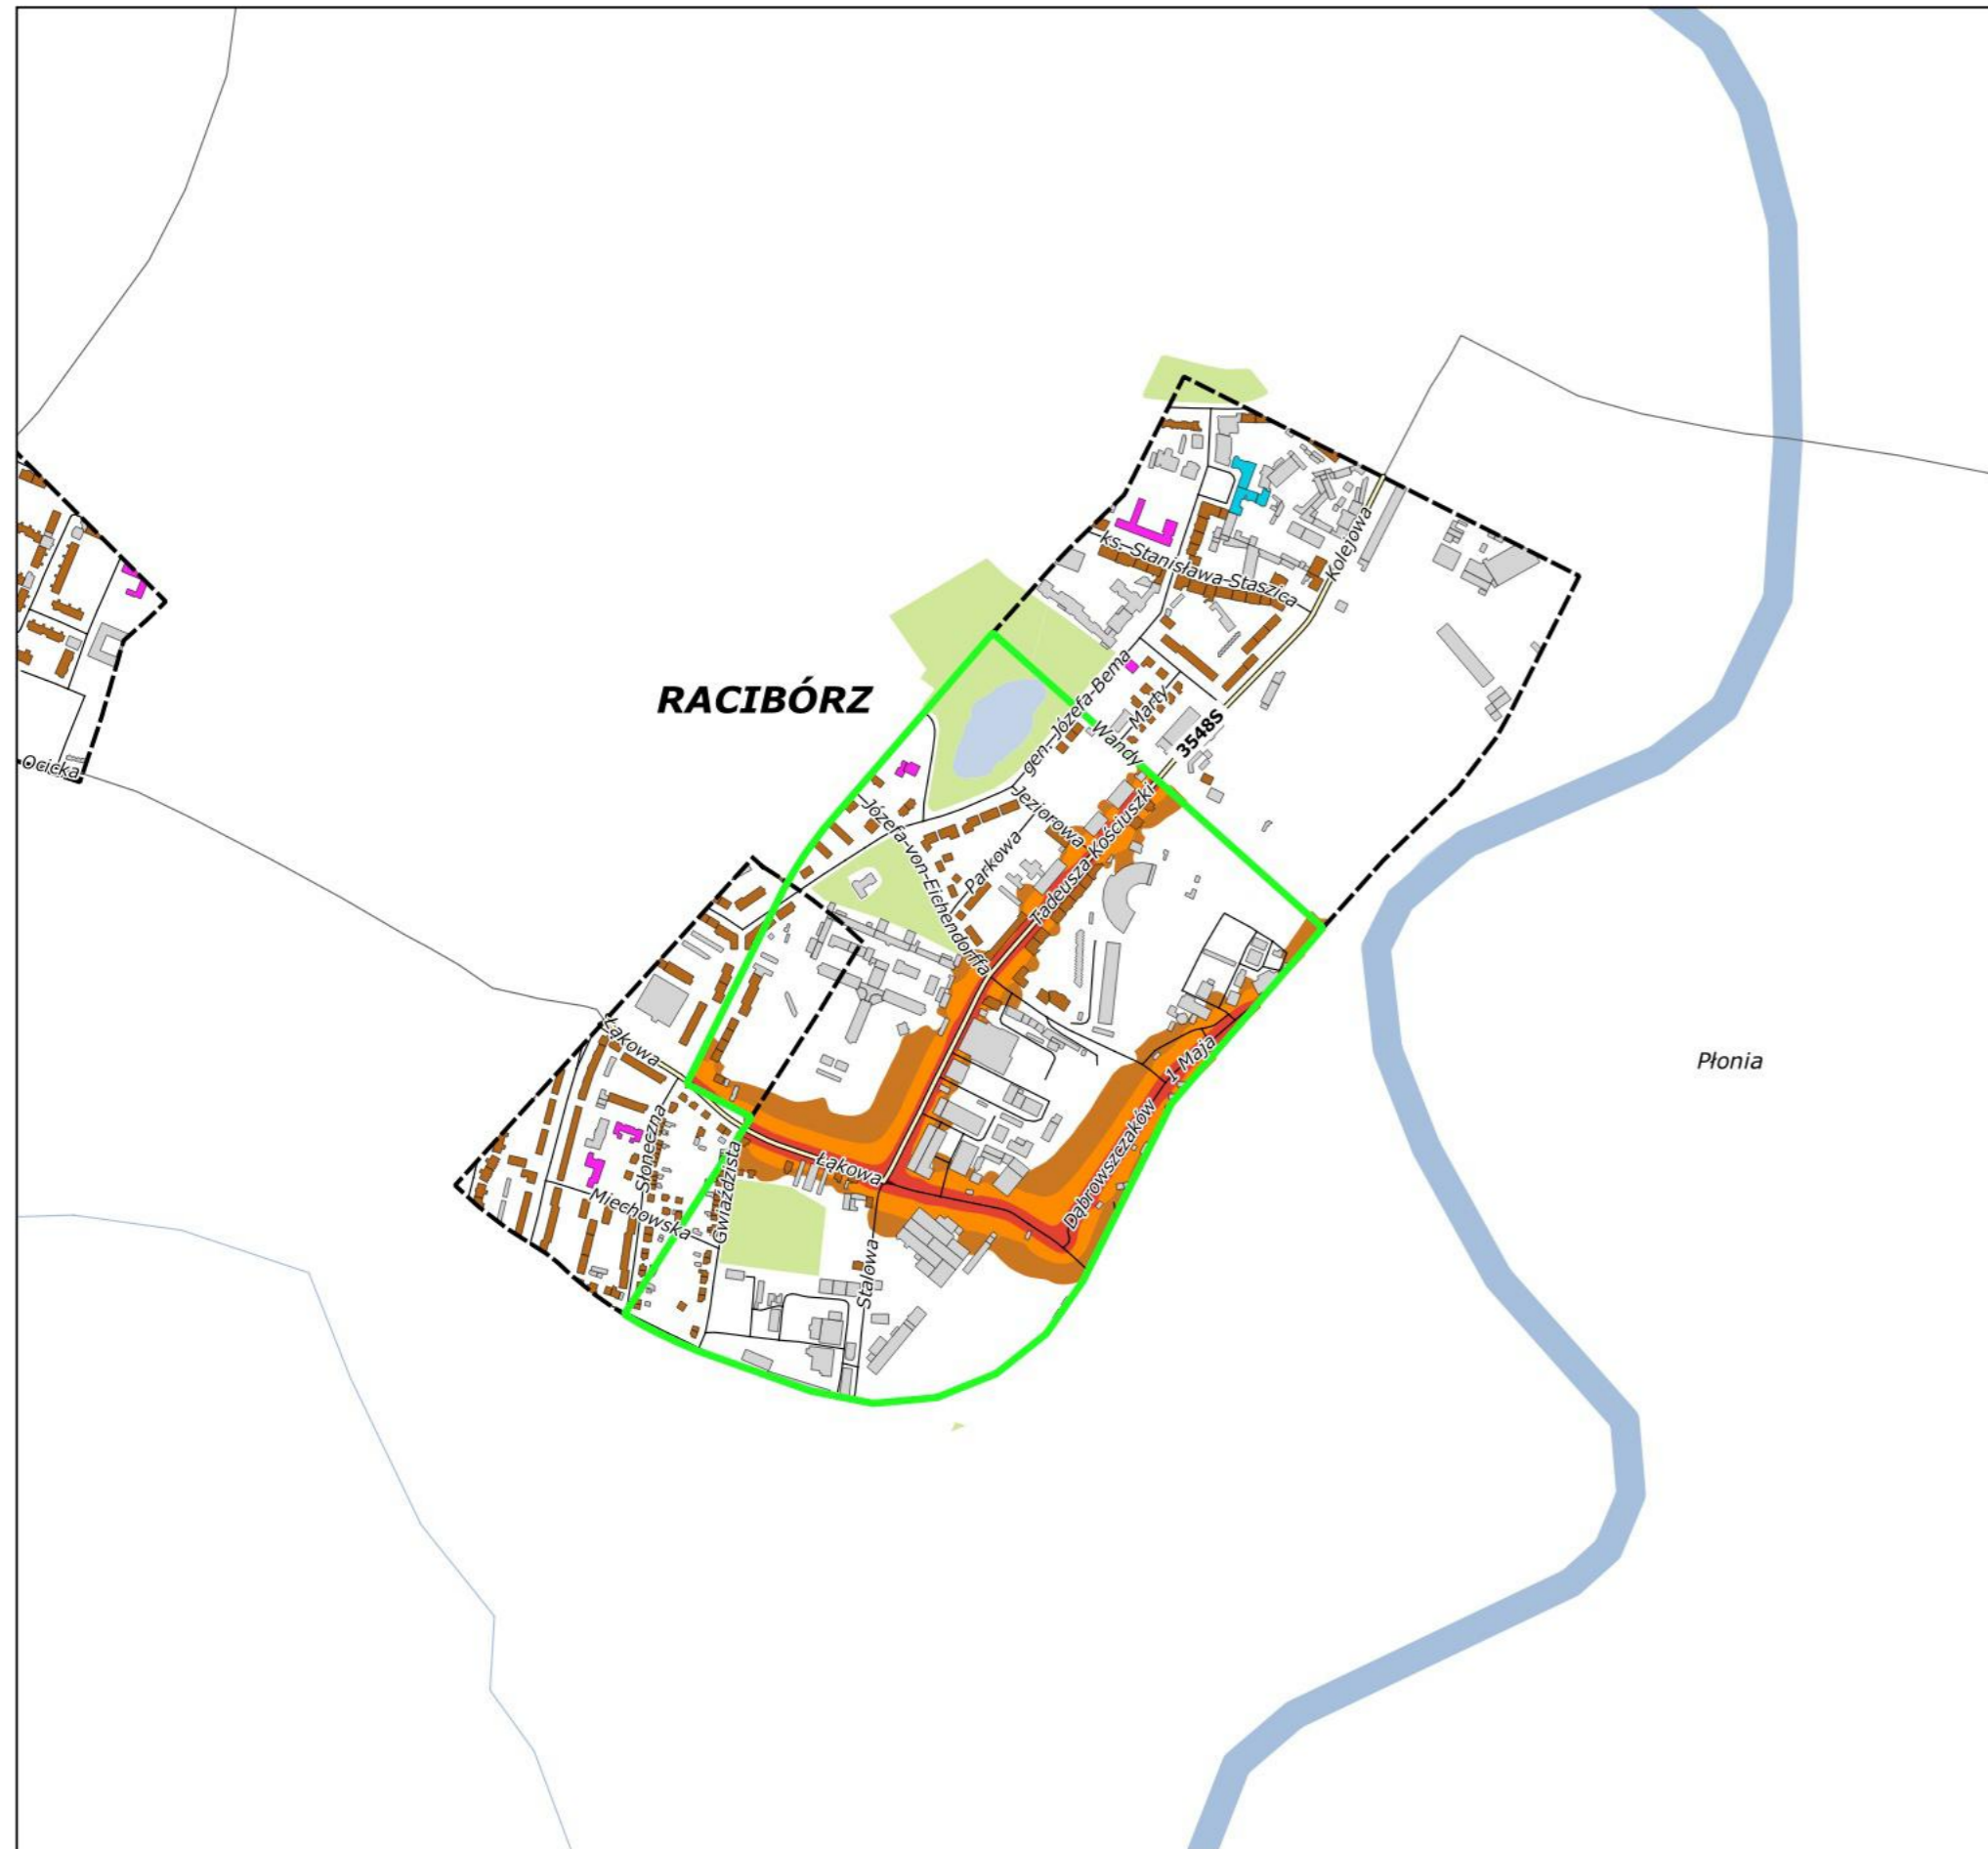 Kolejowa
ks. Stanisława Staszica
RACIBÓRZ
gen. Józefa Bema
Marty
Wandy
3548S
Ocicka
Jeziorowa
Tadeusza Kościuszki
Józefa von Eichendorffa
Parkowa
Łąkowa
1 Maja
Płonia
Słoneczna
Gwiaździsta
Łąkowa
Dąbrowszczaków
Miechowska
Stalowa